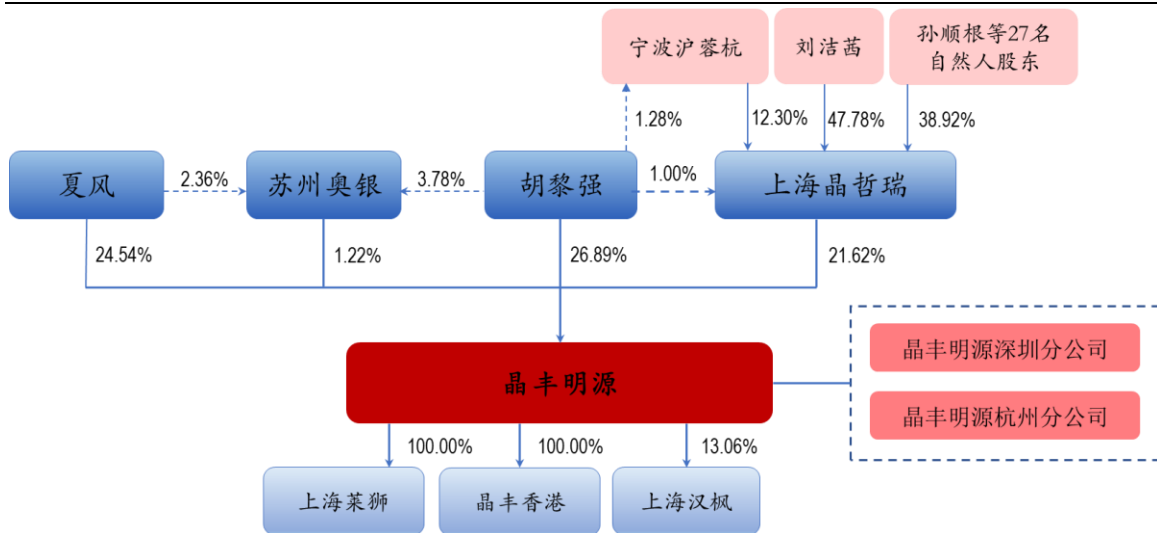 宁波沪蓉杭
刘洁茜
孙顺根等27名
自然人股东
1.28%
12.30%
47.78%
38.92%
夏风
2.36%
苏州奥银
3.78%
胡黎强
1.00%
上海晶哲瑞
24.54%
1.22%
26.89%
21.62%
晶丰明源
晶丰明源深圳分公司
晶丰明源杭州分公司
100.00%
100.00%
13.06%
上海莱狮
晶丰香港
上海汉枫